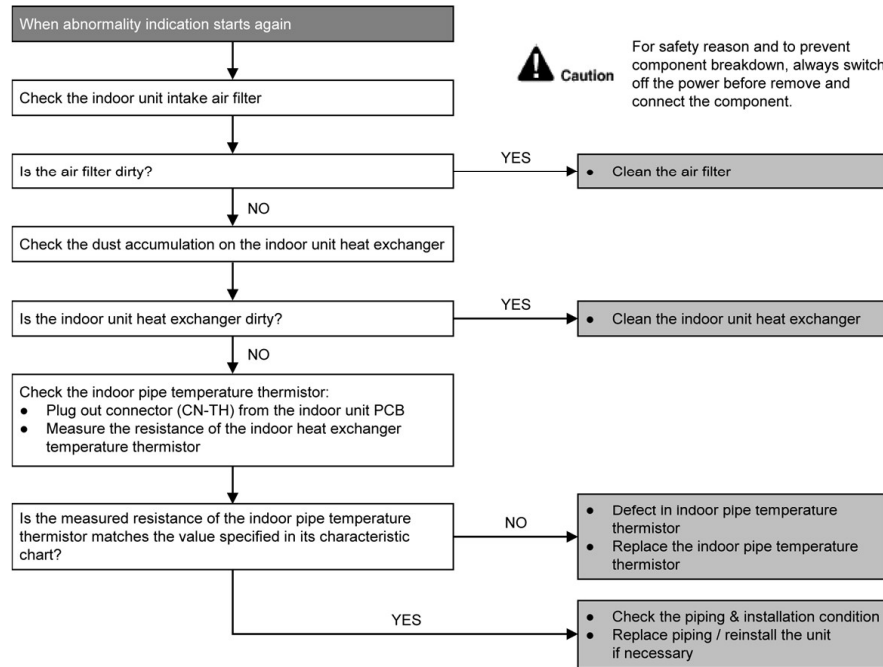 When abnormality indication starts again
For safety reason and to prevent
component breakdown, always switch
off the power before remove and
connect the component.
Caution
Check the indoor unit intake air filter
Is the air filter dirty?
YES
● Clean the air filter
NO
Check the dust accumulation on the indoor unit heat exchanger
Is the indoor unit heat exchanger dirty?
YES
● Clean the indoor unit heat exchanger
NO
Check the indoor pipe temperature thermistor:
● Plug out connector (CN-TH) from the indoor unit PCB
● Measure the resistance of the indoor heat exchanger
temperature thermistor
Is the measured resistance of the indoor pipe temperature
thermistor matches the value specified in its characteristic
chart?
NO
● Defect in Indoor pipe temperature
thermistor
● Replace the indoor pipe temperature
thermistor
YES
● Check the piping & installation condition
● Replace piping / reinstall the unit
if necessary